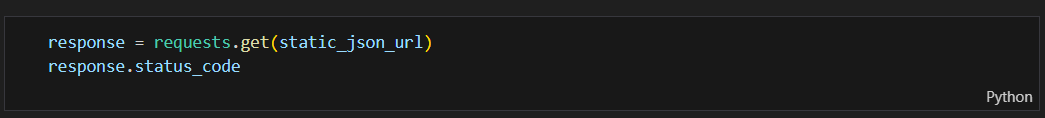 response = requests.get(static_json_url)
response.status_code
Python